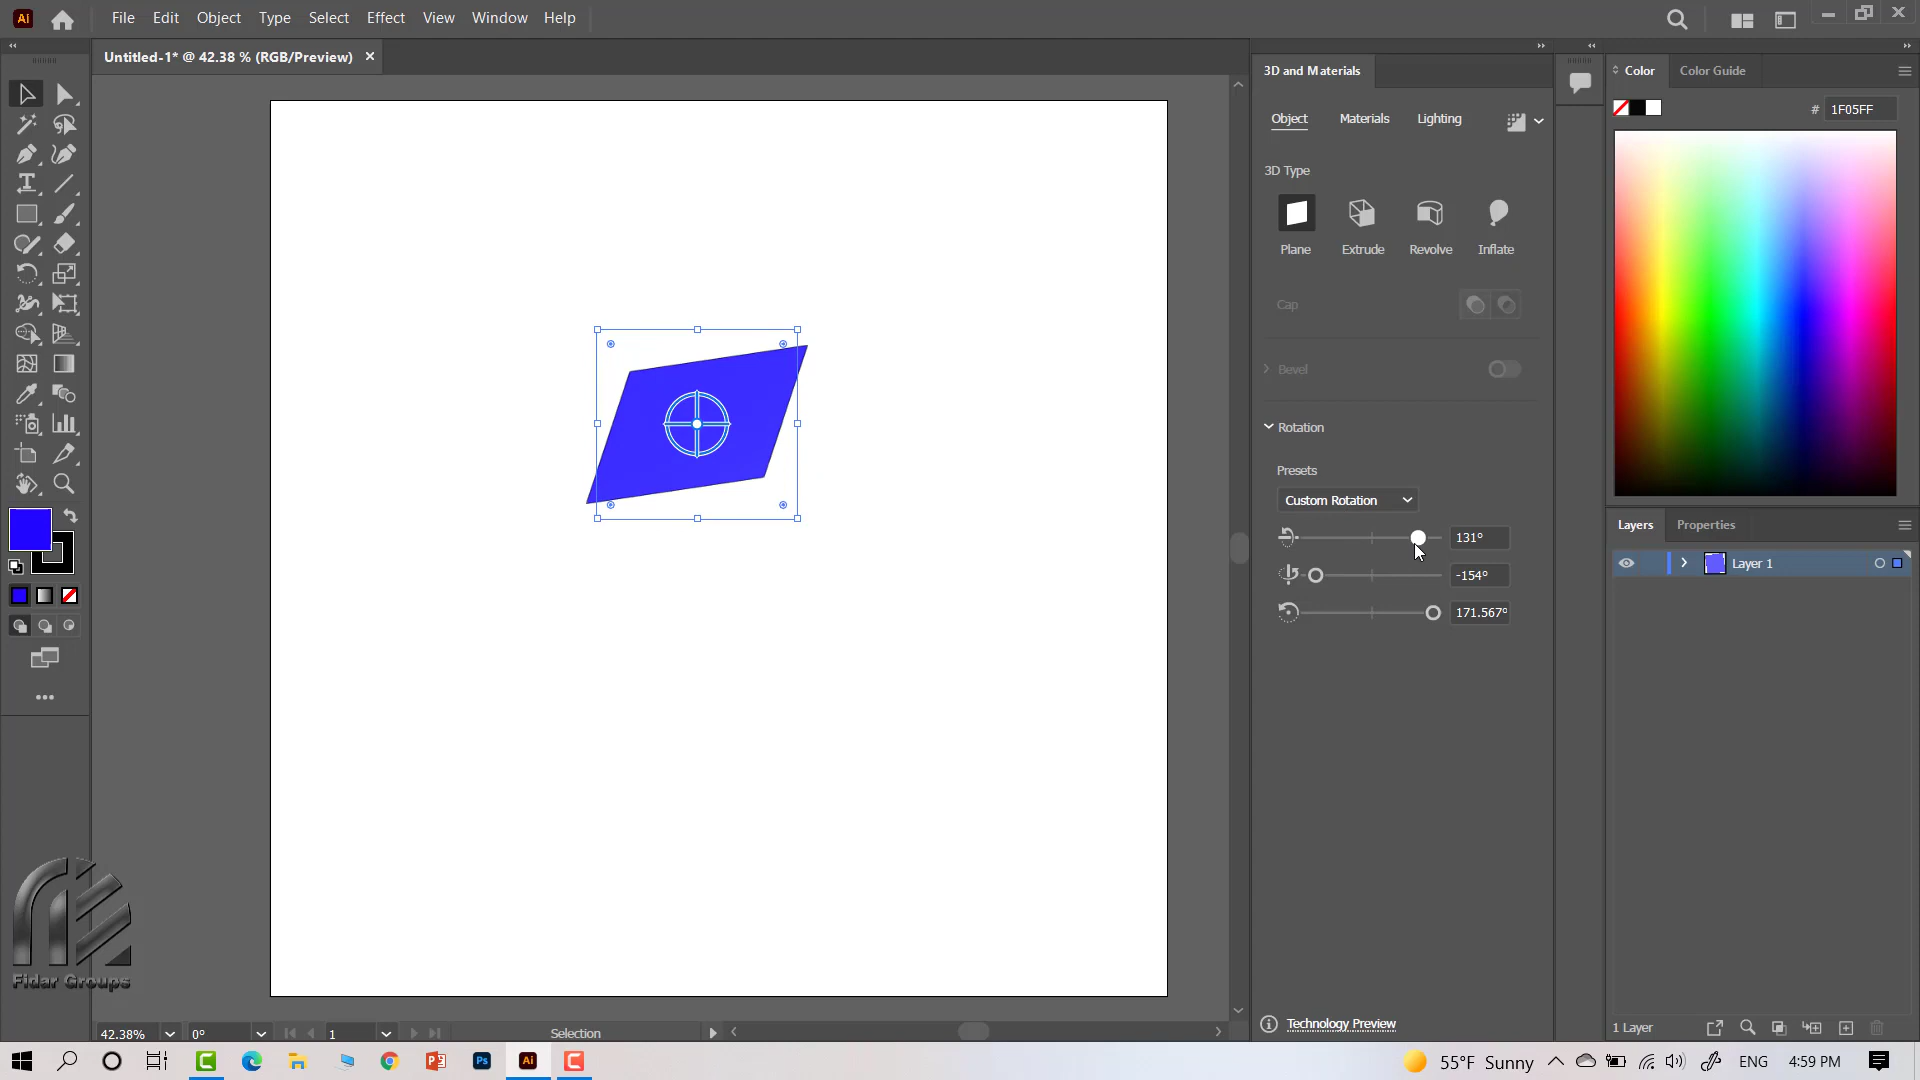 Ai File Edit Object Type Select Effect View Window Help
Untitled-1* @ 42.38 % (RGB/Preview)
3D and Materials
Object Materials Lighting
3D Type
Plane Extrude Revolve Inflate
Cap
Bevel
Rotation
Presets
Custom Rotation
131°
-154°
171.567°
Technology Preview
Color Color Guide
# 1F05FF
Layers Properties
Layer 1
1 Layer
42.38% 0° 1 Selection
Fidar Groups
Ps Ai
55°F Sunny ENG 4:59 PM